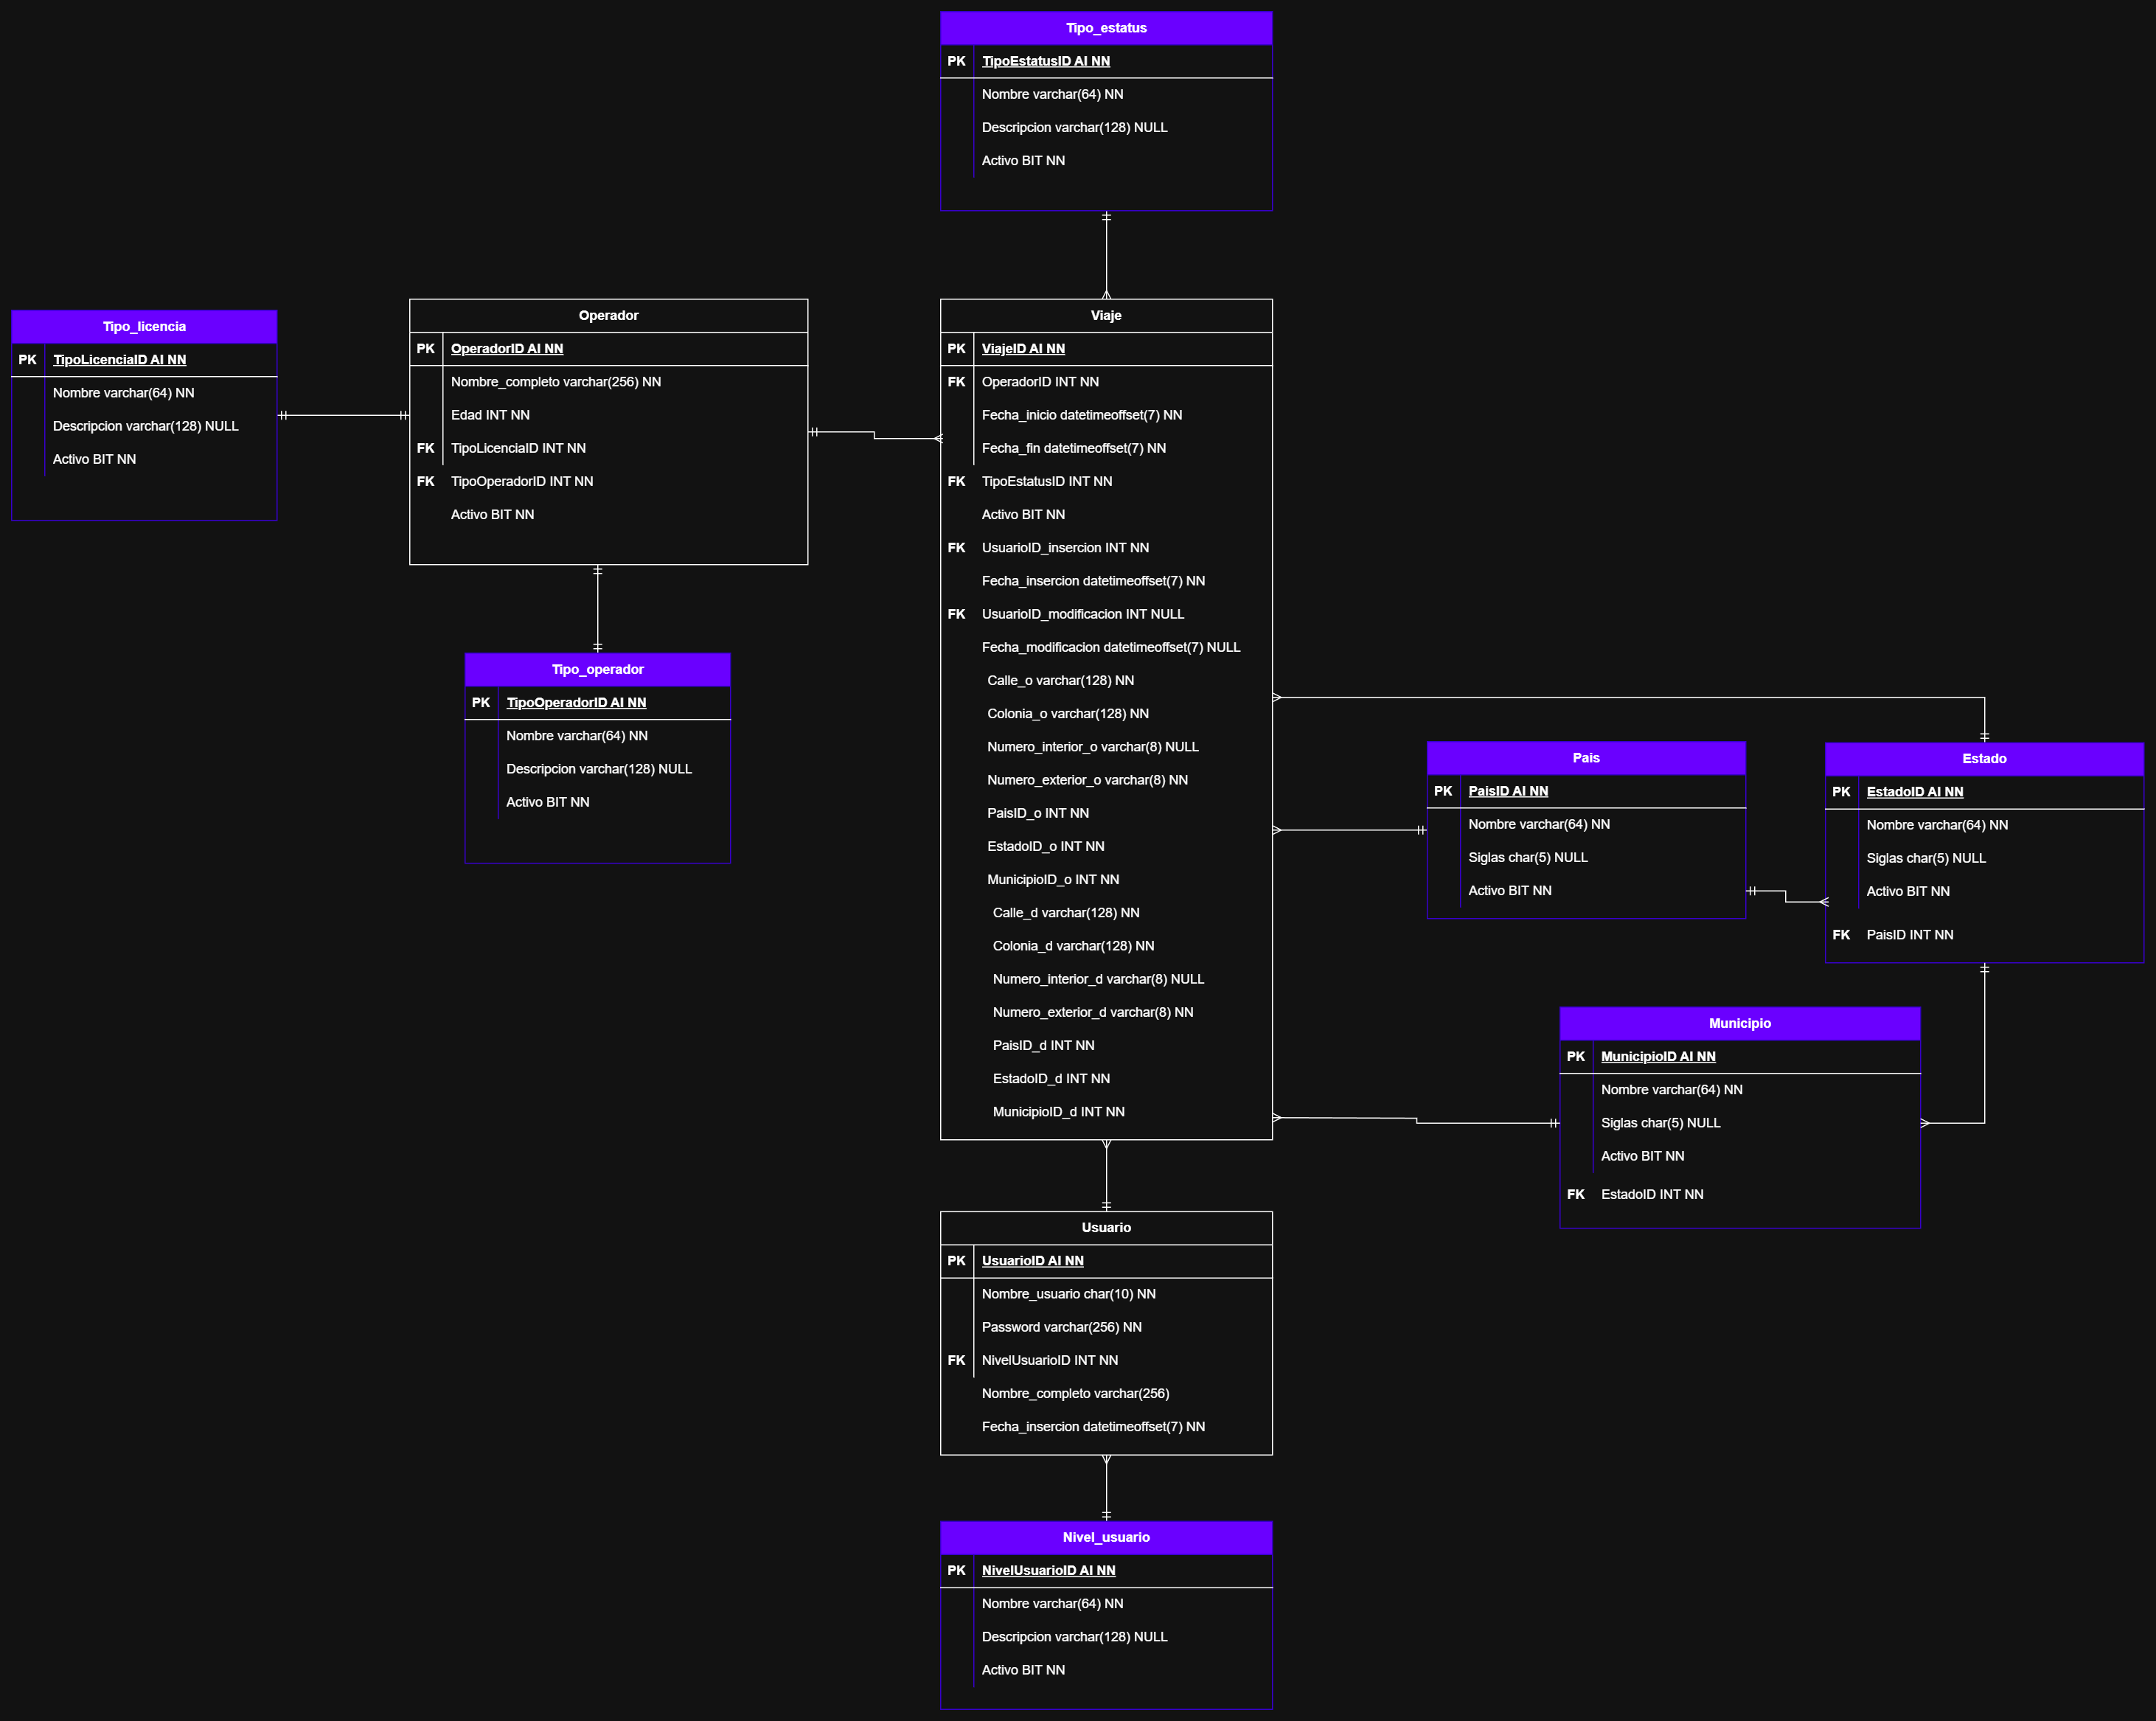 Tipo_estatus
PK TipoEstatusID AI NN
Nombre varchar(64) NN
Descripcion varchar(128) NULL
Activo BIT NN
Tipo_licencia
PK TipoLicenciaID AI NN
Nombre varchar(64) NN
Descripcion varchar(128) NULL
Activo BIT NN
Operador
PK OperadorID AI NN
Nombre_completo varchar(256) NN
Edad INT NN
FK TipoLicenciaID INT NN
FK TipoOperadorID INT NN
Activo BIT NN
Tipo_operador
PK TipoOperadorID AI NN
Nombre varchar(64) NN
Descripcion varchar(128) NULL
Activo BIT NN
Viaje
PK ViajeID AI NN
FK OperadorID INT NN
Fecha_inicio datetimeoffset(7) NN
Fecha_fin datetimeoffset(7) NN
FK TipoEstatusID INT NN
Activo BIT NN
FK UsuarioID_insercion INT NN
Fecha_insercion datetimeoffset(7) NN
FK UsuarioID_modificacion INT NULL
Fecha_modificacion datetimeoffset(7) NULL
Calle_o varchar(128) NN
Colonia_o varchar(128) NN
Numero_interior_o varchar(8) NULL
Numero_exterior_o varchar(8) NN
PaisID_o INT NN
EstadoID_o INT NN
MunicipioID_o INT NN
Calle_d varchar(128) NN
Colonia_d varchar(128) NN
Numero_interior_d varchar(8) NULL
Numero_exterior_d varchar(8) NN
PaisID_d INT NN
EstadoID_d INT NN
MunicipioID_d INT NN
Pais
PK PaisID AI NN
Nombre varchar(64) NN
Siglas char(5) NULL
Activo BIT NN
Estado
PK EstadoID AI NN
Nombre varchar(64) NN
Siglas char(5) NULL
Activo BIT NN
FK PaisID INT NN
Municipio
PK MunicipioID AI NN
Nombre varchar(64) NN
Siglas char(5) NULL
Activo BIT NN
FK EstadoID INT NN
Usuario
PK UsuarioID AI NN
Nombre_usuario char(10) NN
Password varchar(256) NN
FK NivelUsuarioID INT NN
Nombre_completo varchar(256)
Fecha_insercion datetimeoffset(7) NN
Nivel_usuario
PK NivelUsuarioID AI NN
Nombre varchar(64) NN
Descripcion varchar(128) NULL
Activo BIT NN